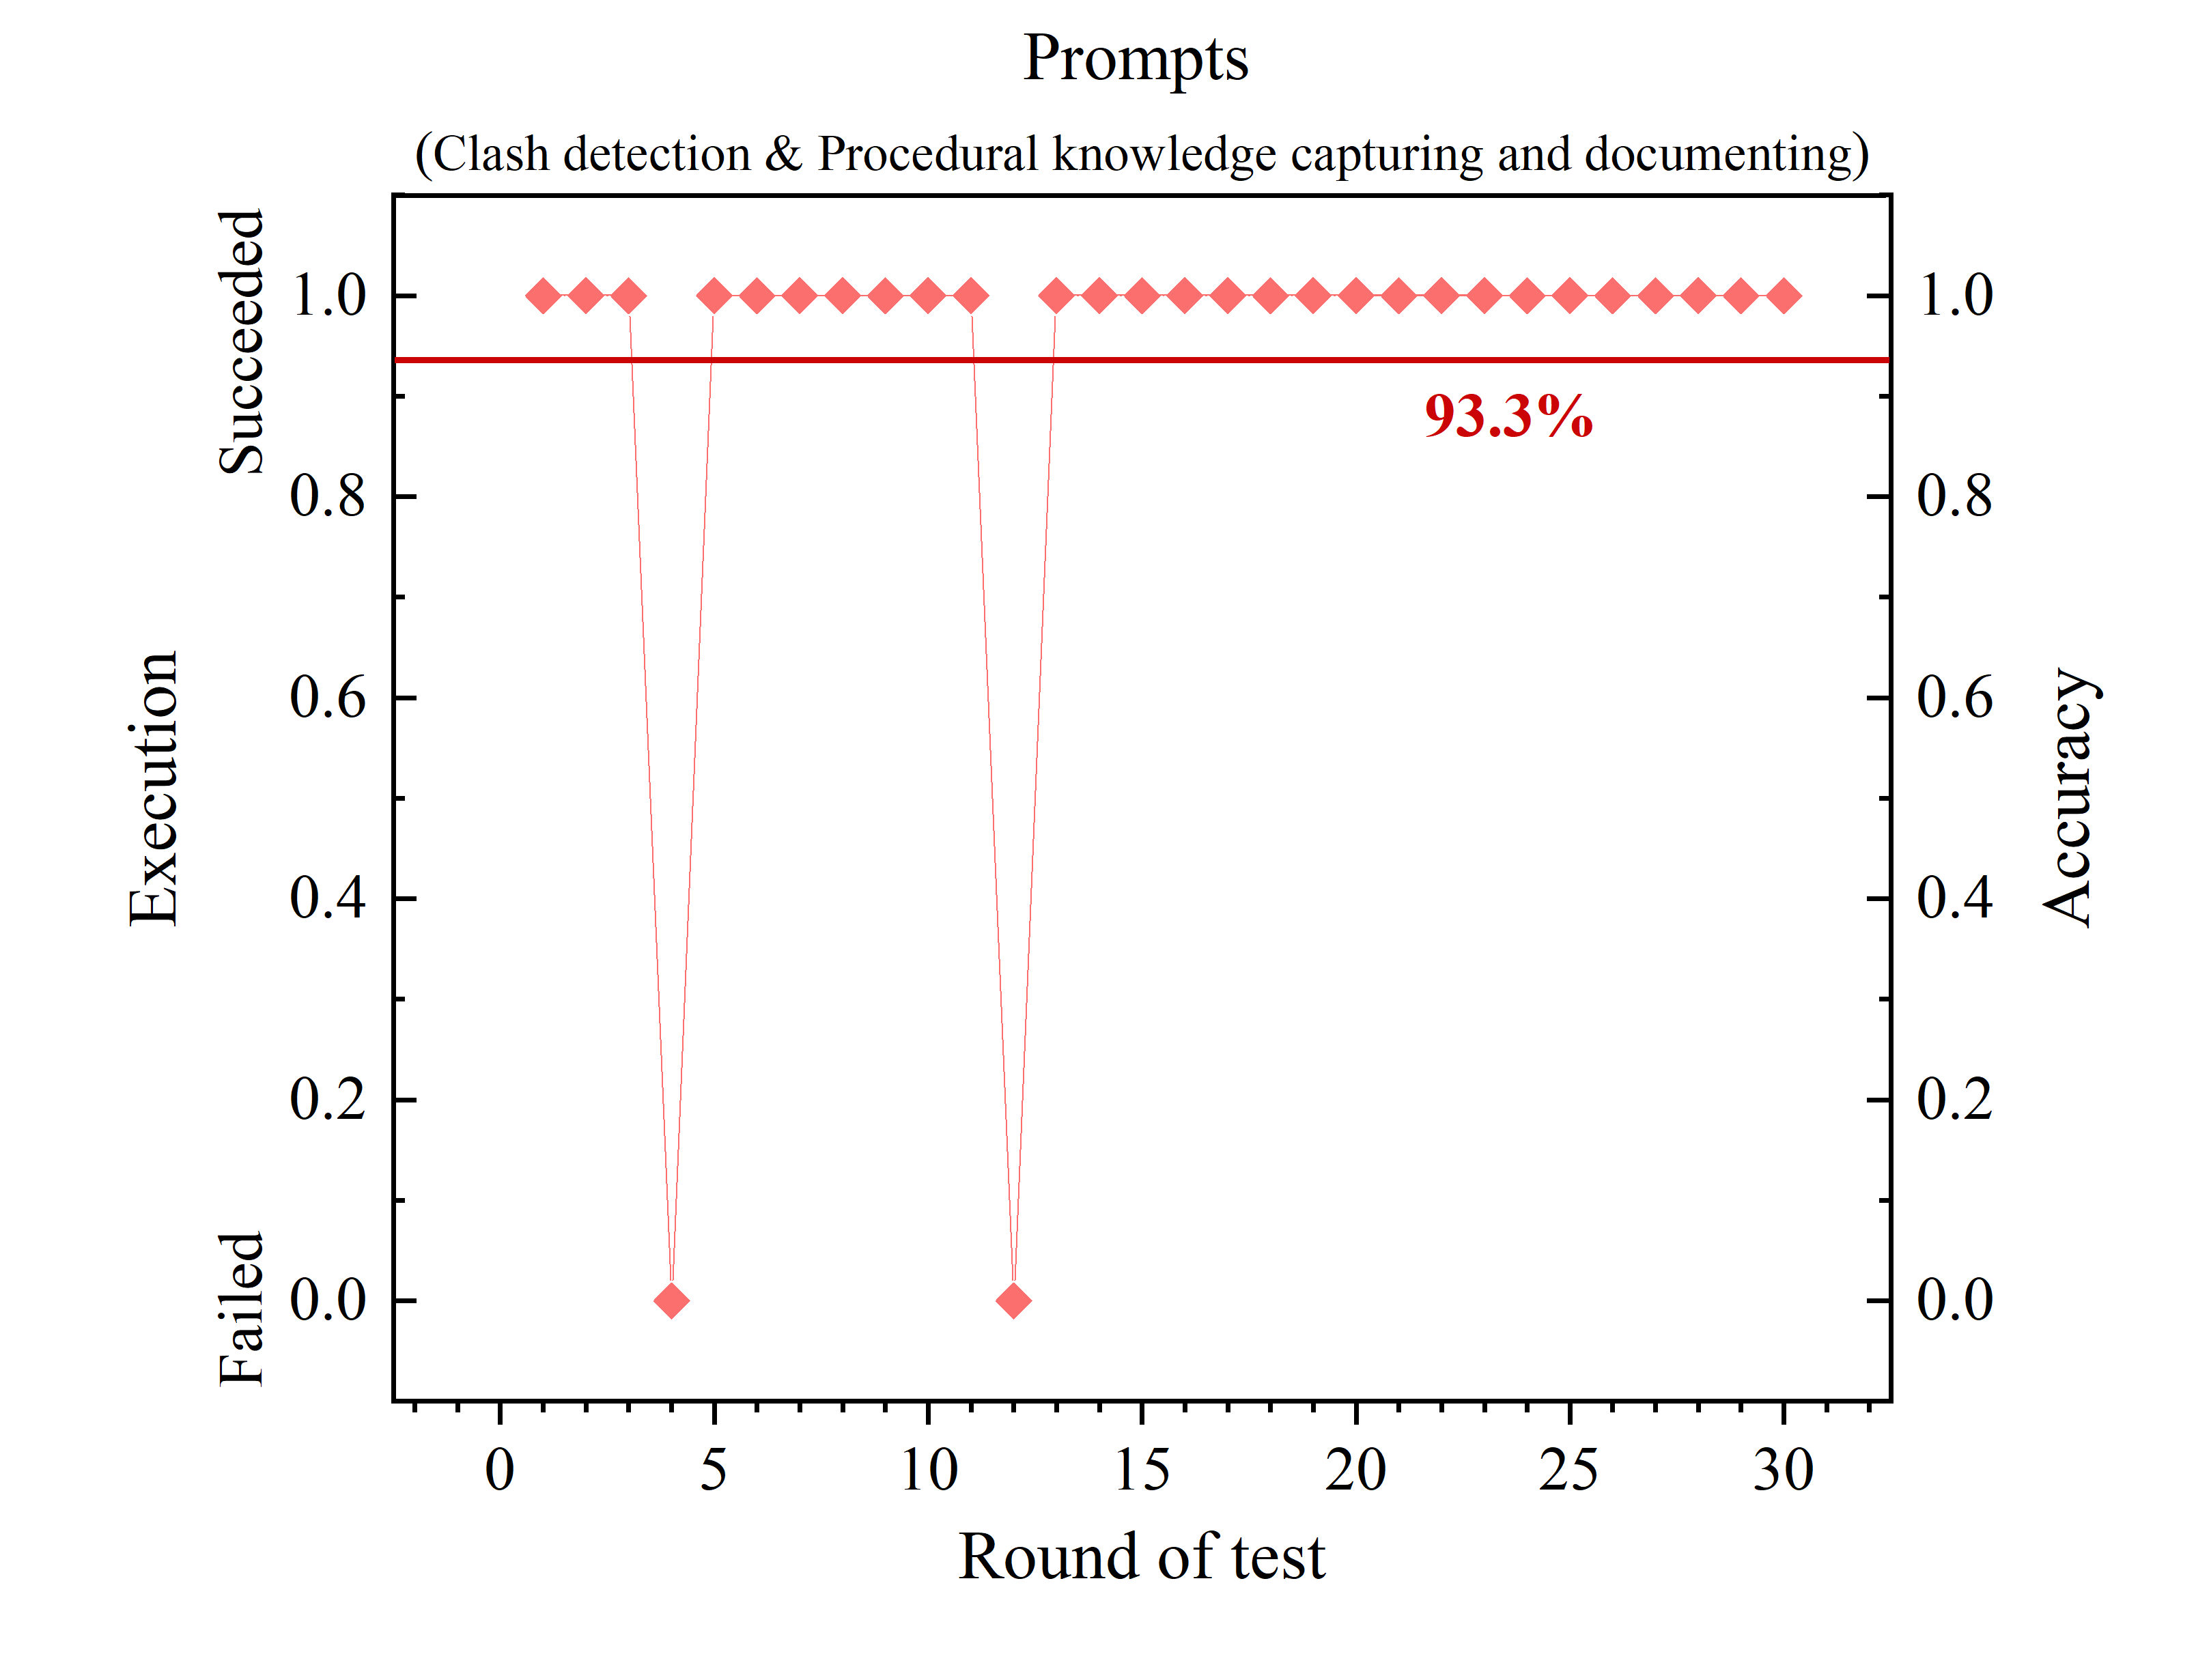 Prompts
(Clash detection & Procedural knowledge capturing and documenting)
Execution
Succeeded
Failed
1.0
0.8
0.6
0.4
0.2
0.0
93.3%
1.0
0.8
0.6
0.4
0.2
0.0
Accuracy
0 5 10 15 20 25 30
Round of test